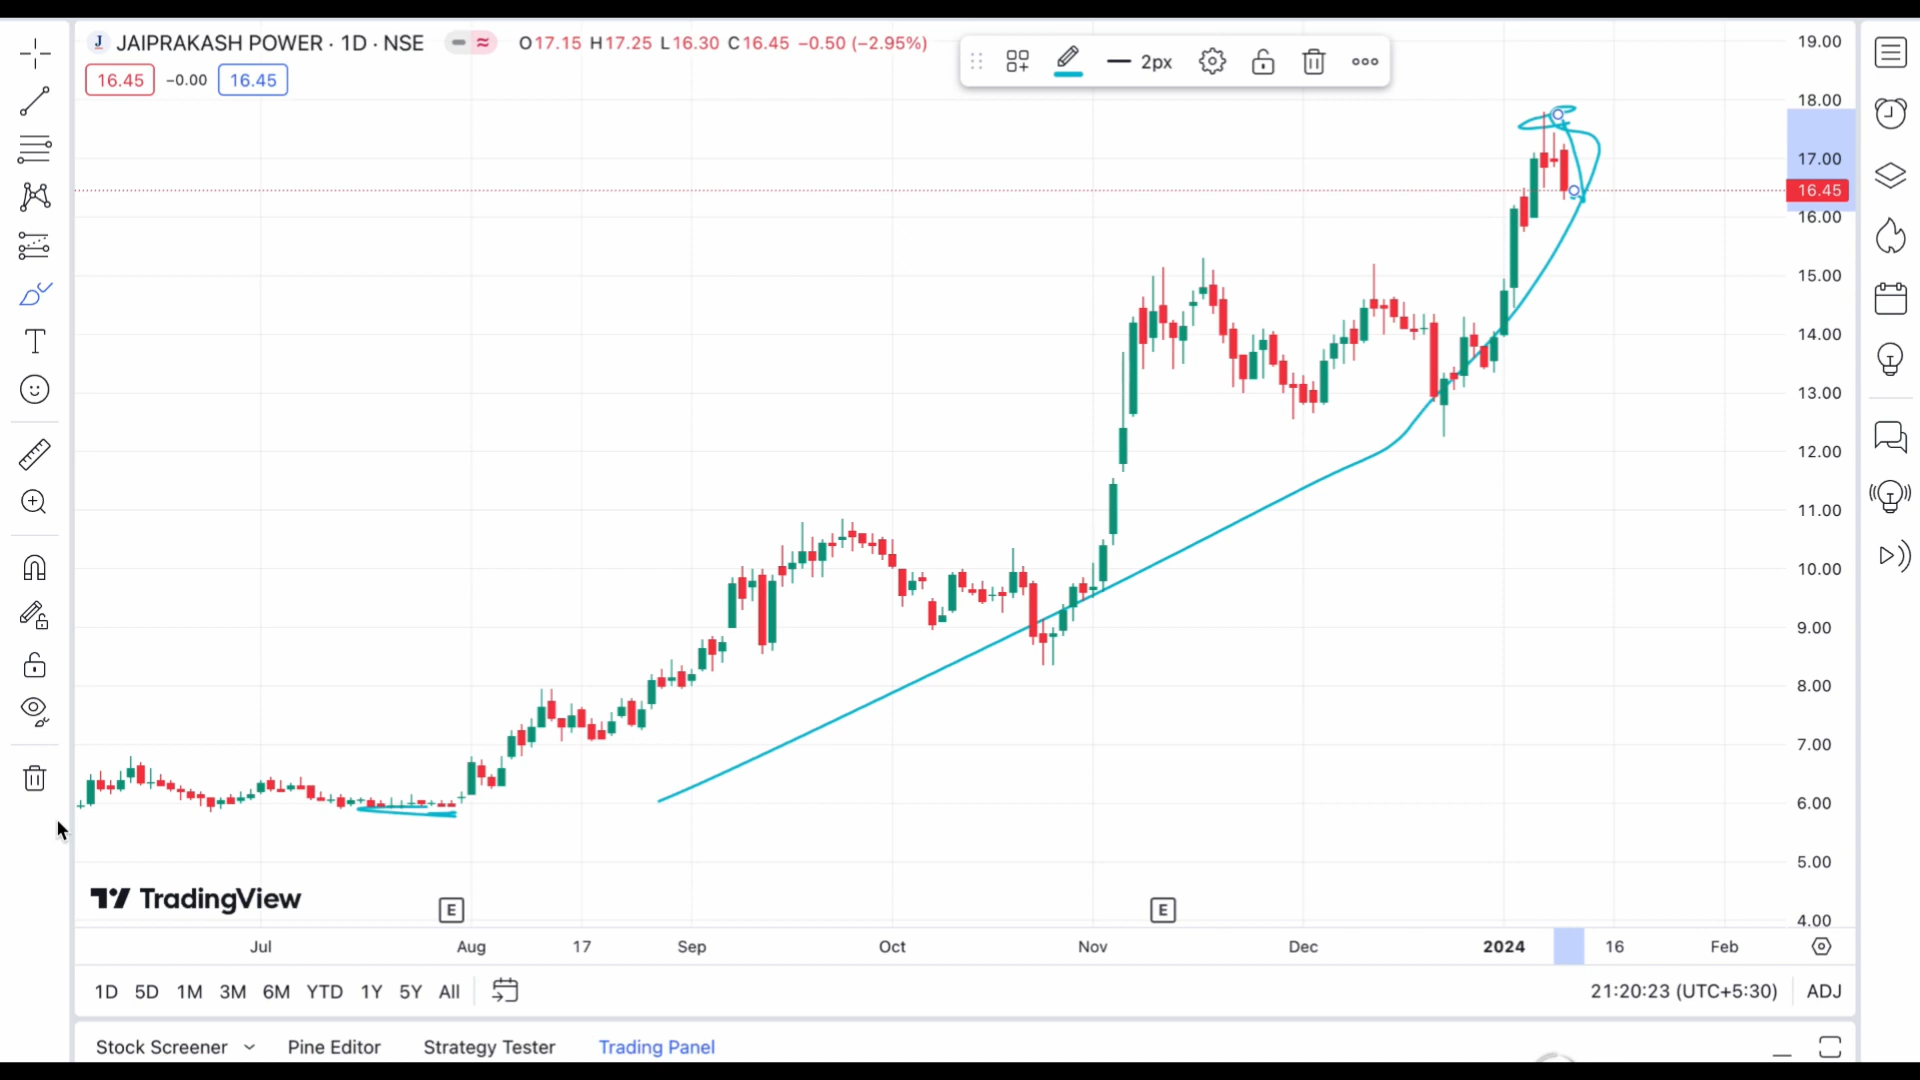 J JAIPRAKASH POWER · 1D · NSE O17.15 H17.25 L16.30 C16.45 −0.50 (−2.95%)
16.45 −0.00 16.45
2px
19.00
18.00
17.00
16.45
16.00
15.00
14.00
13.00
12.00
11.00
10.00
9.00
8.00
7.00
6.00
5.00
4.00
TradingView
E E
Jul Aug 17 Sep Oct Nov Dec 2024 16 Feb
1D 5D 1M 3M 6M YTD 1Y 5Y All 21:20:23 (UTC+5:30) ADJ
Stock Screener Pine Editor Strategy Tester Trading Panel